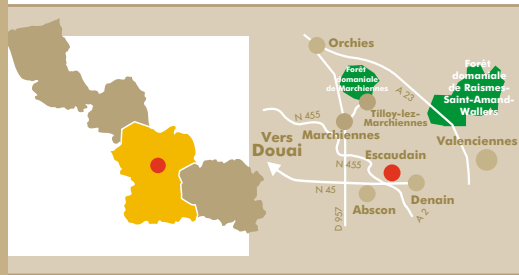 Orchies
Forêt
domaniale
de Marchiennes
Forêt
domaniale
de Raismes-
Saint-Amand-
Wallers
A 23
N 455
Tilloy-lez-
Marchiennes
Marchiennes
Vers
Douai
Valenciennes
Escaudain
N 455
N 45
Denain
Abscon
D 957
A 2